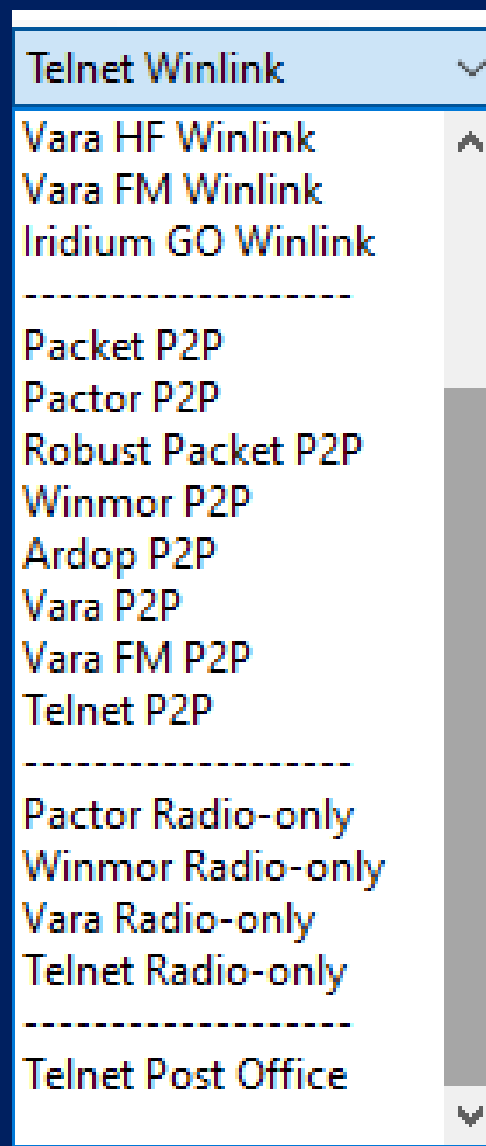 Telnet Winlink
Vara HF Winlink
Vara FM Winlink
Iridium GO Winlink
-------------------
Packet P2P
Pactor P2P
Robust Packet P2P
Winmor P2P
Ardop P2P
Vara P2P
Vara FM P2P
Telnet P2P
-------------------
Pactor Radio-only
Winmor Radio-only
Vara Radio-only
Telnet Radio-only
-------------------
Telnet Post Office